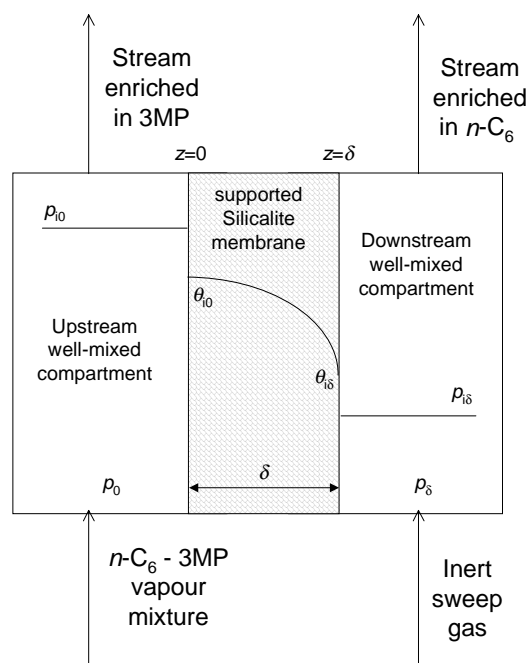 Stream
enriched
in 3MP
Stream
enriched
in n-C6
z=0
z=δ
supported
Silicalite
membrane
pi0
θi0
Upstream
well-mixed
compartment
Downstream
well-mixed
compartment
θiδ
piδ
p0
δ
pδ
n-C6 - 3MP
vapour
mixture
Inert
sweep
gas